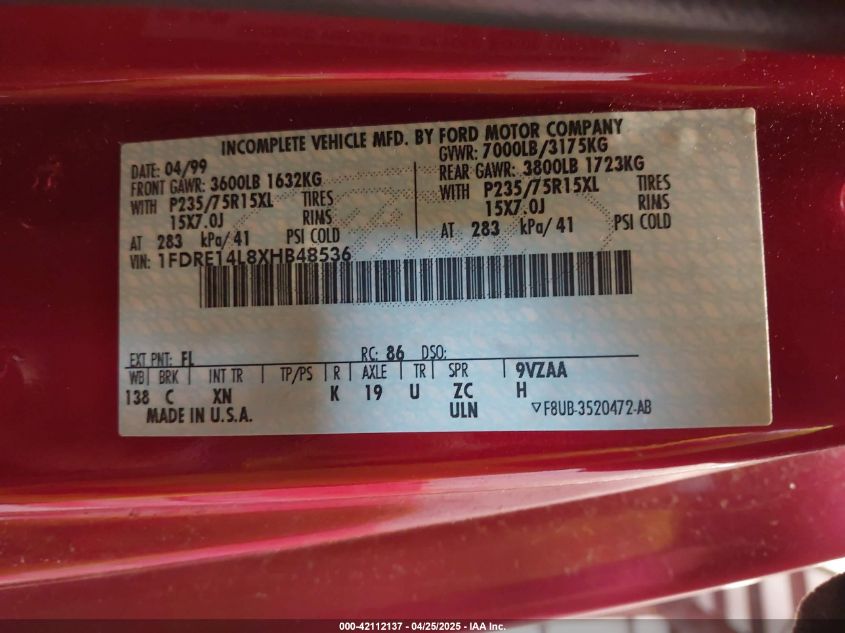 INCOMPLETE VEHICLE MFD. BY FORD MOTOR COMPANY
DATE: 04/99
FRONT GAWR: 3600LB 1632KG
WITH P235/75R15XL TIRES
15X7.0J RINS
AT 283 kPa/41 PSI COLD
GVWR: 7000LB/3175KG
REAR GAWR: 3800LB 1723KG
WITH P235/75R15XL TIRES
15X7.0J RINS
AT 283 kPa/41 PSI COLD
VIN: 1FDRE14L8XHB48536
EXT PNT: FL RC: 86 DSO:
WB BRK INT TR TP/PS R AXLE TR SPR 9VZAA
138 C XN K 19 U ZC H
MADE IN U.S.A. ULN ▽F8UB-3520472-AB
000-42112137 - 04/25/2025 - IAA Inc.